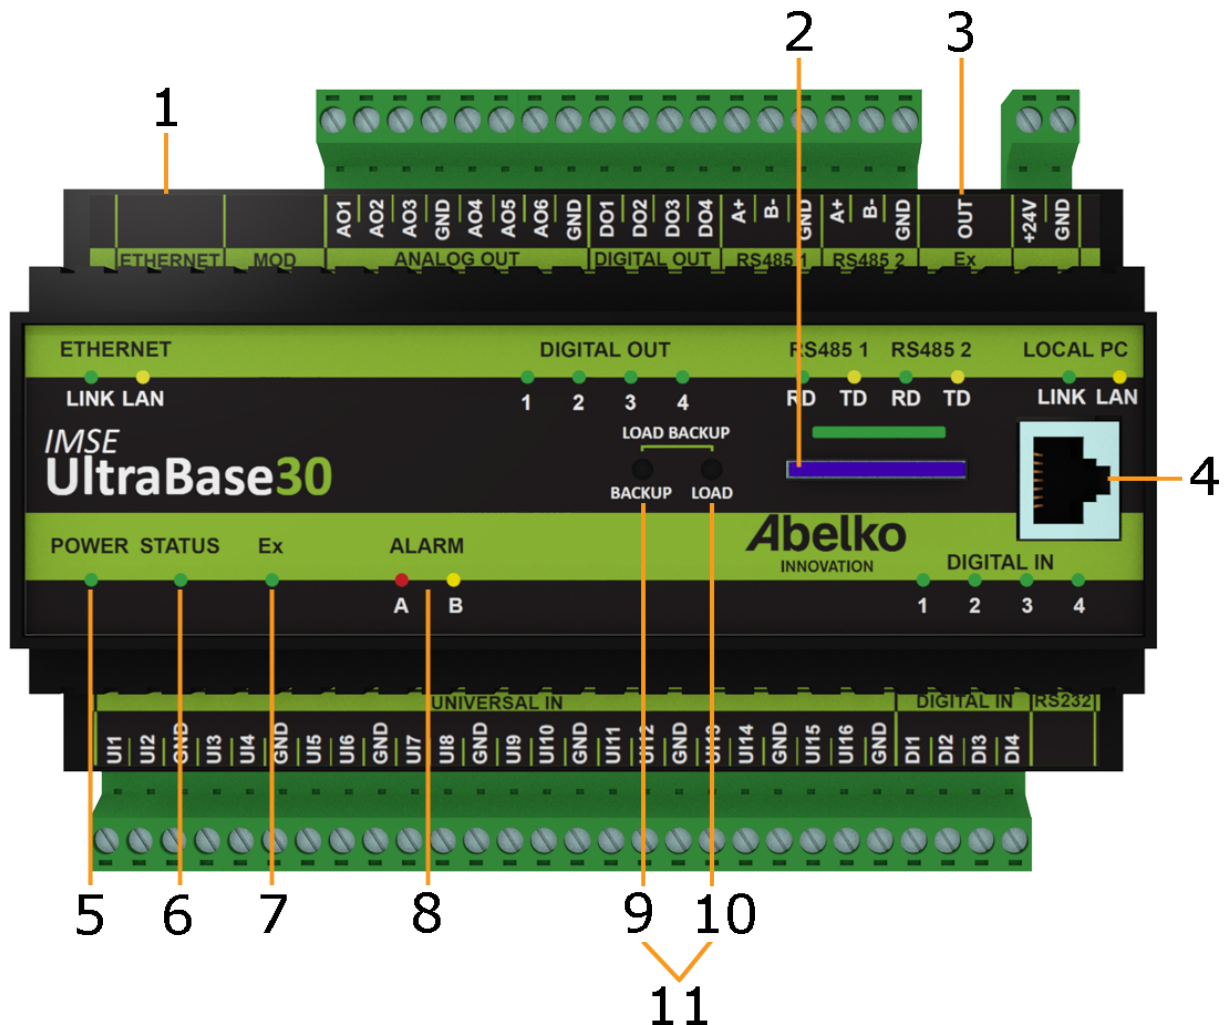 2 3
1
AO1 AO2 AO3 GND AO4 AO5 AO6 GND DO1 DO2 DO3 DO4 A+ B- GND A+ B- GND OUT +24V GND
ETHERNET MOD ANALOG OUT DIGITAL OUT RS485 1 RS485 2 Ex
ETHERNET DIGITAL OUT RS485 1 RS485 2 LOCAL PC
LINK LAN 1 2 3 4 RD TD RD TD LINK LAN
IMSE LOAD BACKUP
UltraBase30 BACKUP LOAD 4
POWER STATUS Ex ALARM Abelko
INNOVATION DIGITAL IN
A B 1 2 3 4
UNIVERSAL IN DIGITAL IN RS232
UI1 UI2 GND UI3 UI4 GND UI5 UI6 GND UI7 UI8 GND UI9 UI10 GND UI11 UI12 GND UI13 UI14 GND UI15 UI16 GND DI1 DI2 DI3 DI4
5 6 7 8 9 10
11